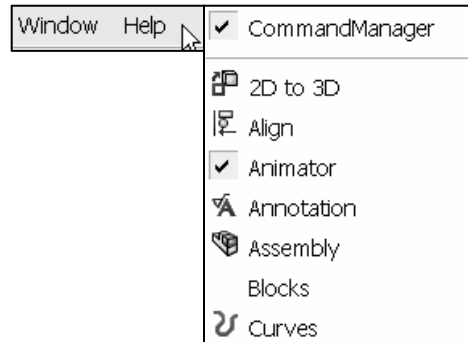 Window Help
CommandManager
2D to 3D
Align
Animator
Annotation
Assembly
Blocks
Curves